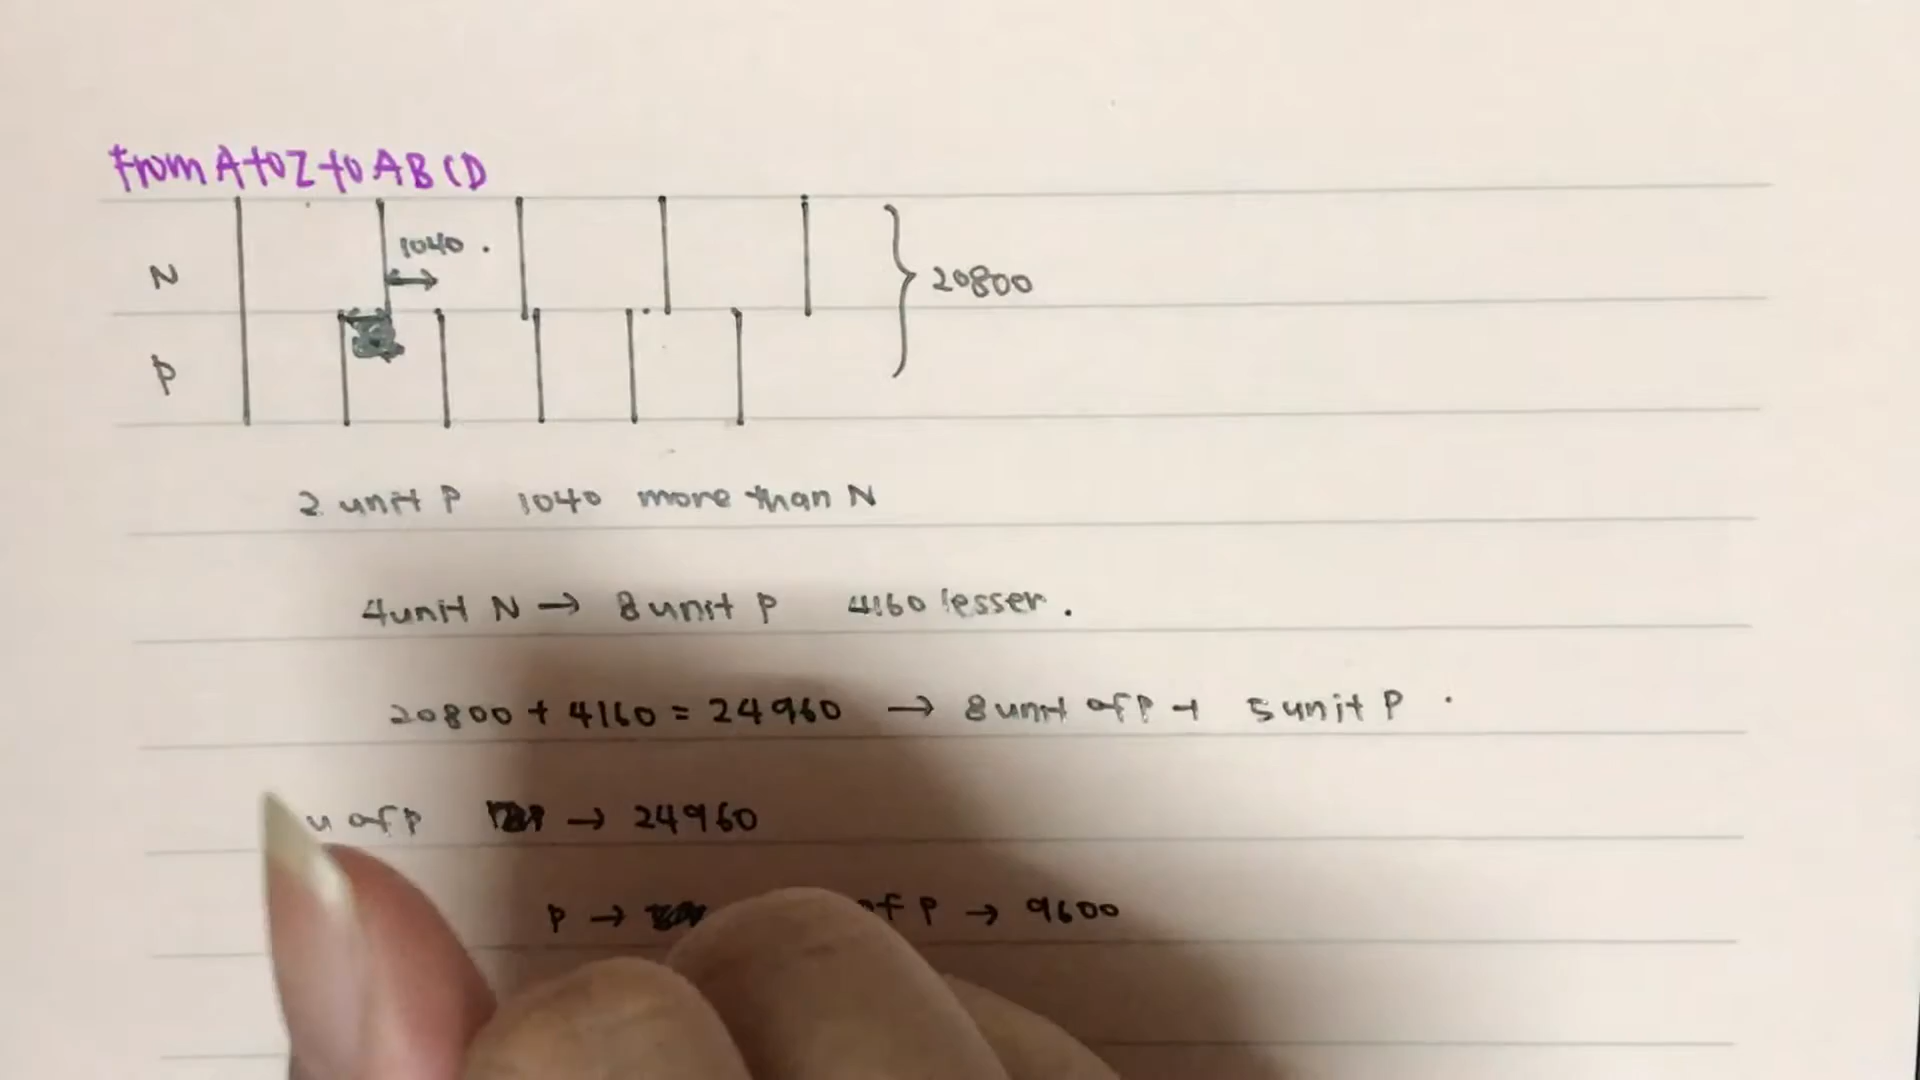 From A to Z to ABCD
1040
N
20800
P
2 unit P 1040 more than N
4 unit N → 8 unit P 4160 lesser.
20800 + 4160 = 24960 → 8 unit of P + 5 unit P
u of P → 24960
P → of P → 9600